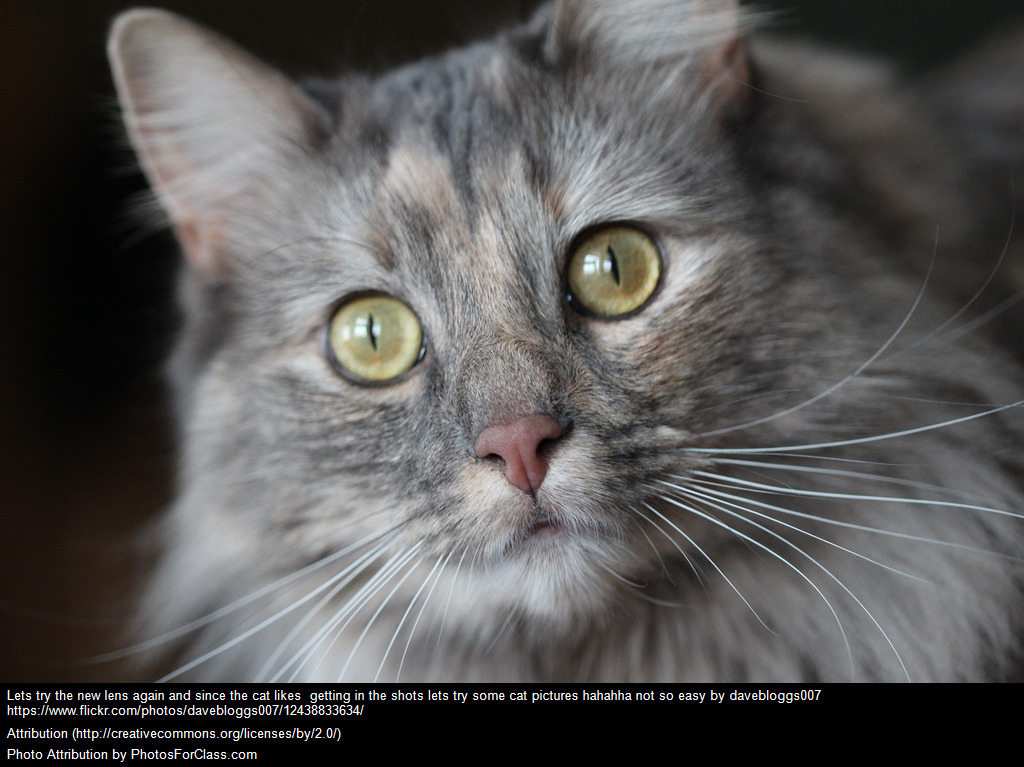 Lets try the new lens again and since the cat likes  getting in the shots lets try some cat pictures hahahha not so easy by davebloggs007
https://www.flickr.com/photos/davebloggs007/12438833634/
Attribution (http://creativecommons.org/licenses/by/2.0/)
Photo Attribution by PhotosForClass.com